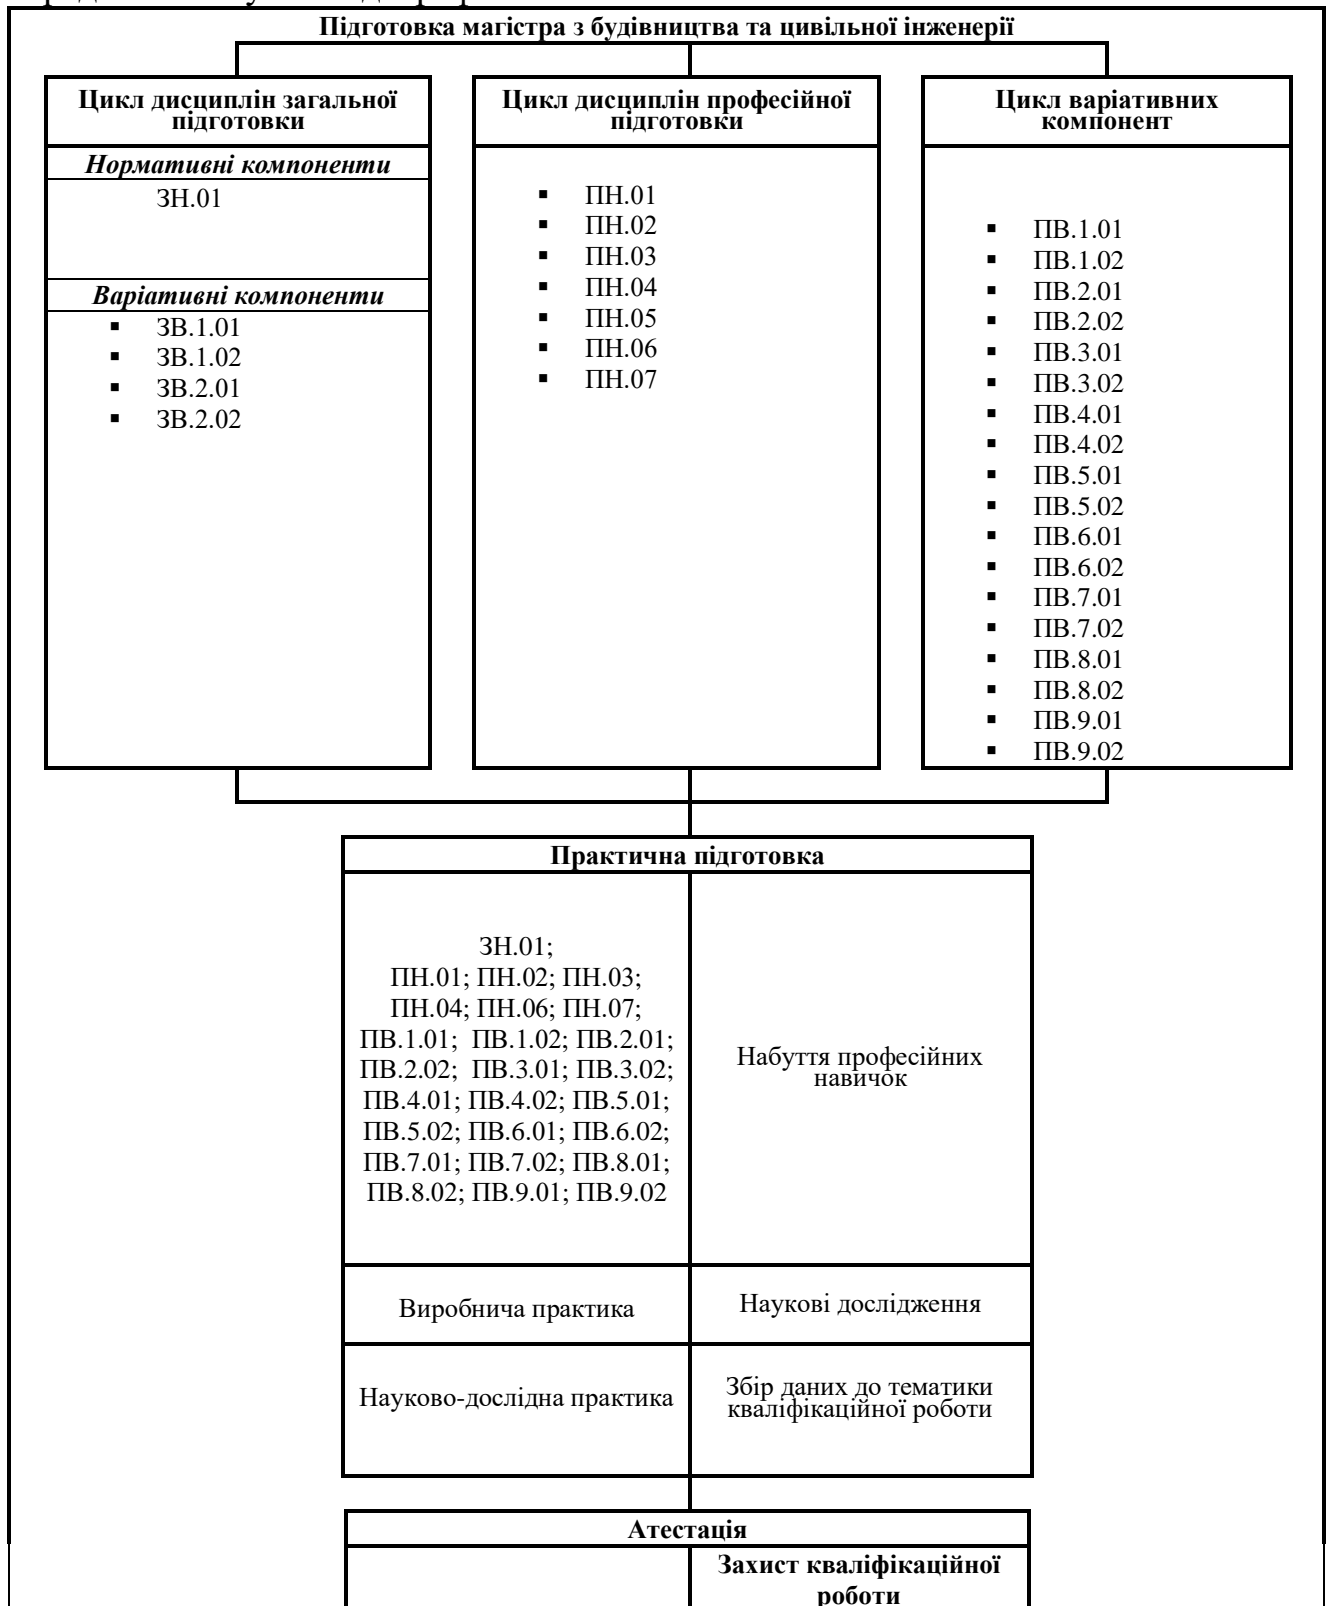 Підготовка магістра з будівництва та цивільної інженерії
Цикл дисциплін загальної
підготовки
Нормативні компоненти
ЗН.01
Варіативні компоненти
▪ ЗВ.1.01
▪ ЗВ.1.02
▪ ЗВ.2.01
▪ ЗВ.2.02
Цикл дисциплін професійної
підготовки
▪ ПН.01
▪ ПН.02
▪ ПН.03
▪ ПН.04
▪ ПН.05
▪ ПН.06
▪ ПН.07
Цикл варіативних
компонент
▪ ПВ.1.01
▪ ПВ.1.02
▪ ПВ.2.01
▪ ПВ.2.02
▪ ПВ.3.01
▪ ПВ.3.02
▪ ПВ.4.01
▪ ПВ.4.02
▪ ПВ.5.01
▪ ПВ.5.02
▪ ПВ.6.01
▪ ПВ.6.02
▪ ПВ.7.01
▪ ПВ.7.02
▪ ПВ.8.01
▪ ПВ.8.02
▪ ПВ.9.01
▪ ПВ.9.02
Практична підготовка
ЗН.01;
ПН.01; ПН.02; ПН.03;
ПН.04; ПН.06; ПН.07;
ПВ.1.01; ПВ.1.02; ПВ.2.01;
ПВ.2.02; ПВ.3.01; ПВ.3.02;
ПВ.4.01; ПВ.4.02; ПВ.5.01;
ПВ.5.02; ПВ.6.01; ПВ.6.02;
ПВ.7.01; ПВ.7.02; ПВ.8.01;
ПВ.8.02; ПВ.9.01; ПВ.9.02
Набуття професійних
навичок
Виробнича практика
Наукові дослідження
Науково-дослідна практика
Збір даних до тематики
кваліфікаційної роботи
Атестація
Захист кваліфікаційної
роботи